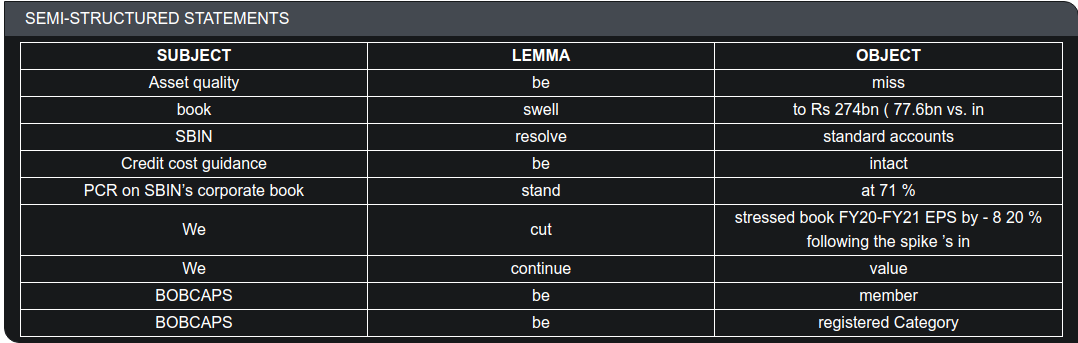 SEMI-STRUCTURED STATEMENTS
SUBJECT LEMMA OBJECT
Asset quality be miss
book swell to Rs 274bn ( 77.6bn vs. in
SBIN resolve standard accounts
Credit cost guidance be intact
PCR on SBIN's corporate book stand at 71 %
We cut stressed book FY20-FY21 EPS by - 8 20 %
following the spike 's in
We continue value
BOBCAPS be member
BOBCAPS be registered Category